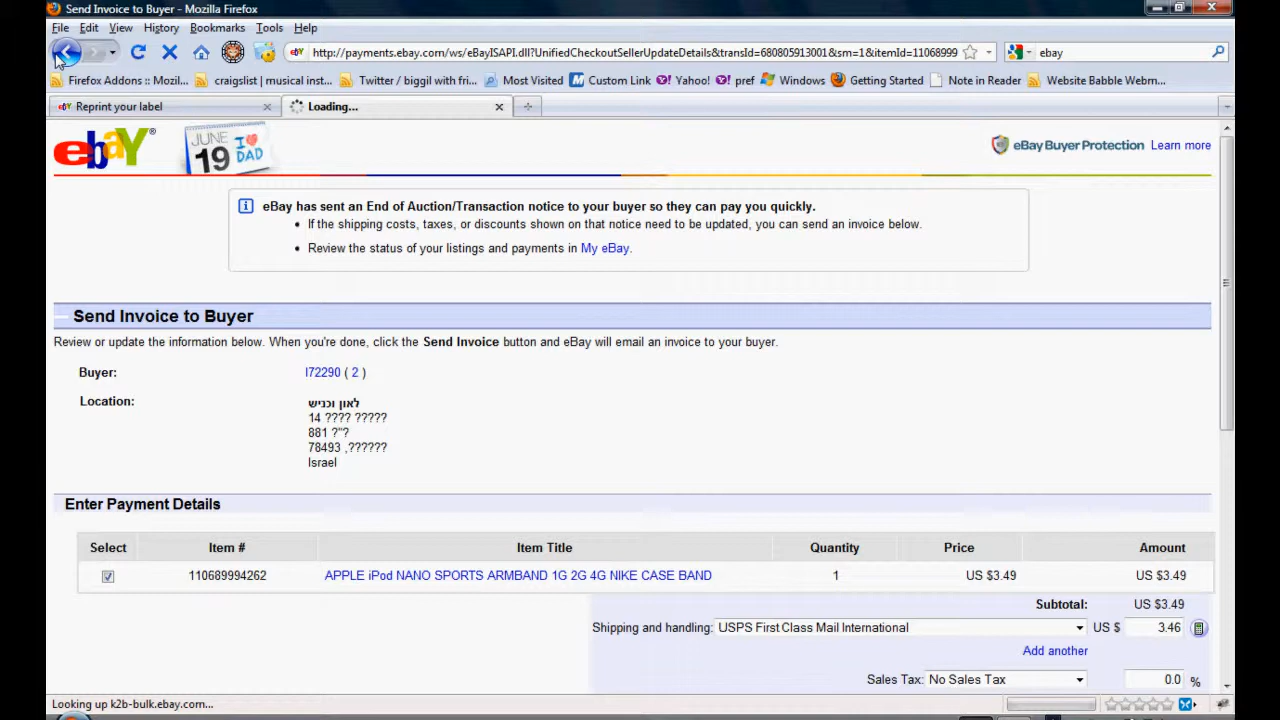 Send Invoice to Buyer - Mozilla Firefox
File Edit View History Bookmarks Tools Help
http://payments.ebay.com/ws/eBayISAPI.dll?UnifiedCheckoutSellerUpdateDetails&transId=680805913001&sm=1&itemId=11068999 ebay
Firefox Addons :: Mozil... craigslist | musical inst... Twitter / biggil with fri... Most Visited Custom Link Yahoo! Yahoo! Windows Getting Started Note in Reader Website Babble Webm...
Reprint your label Loading...
ebY
JUNE 19 I DAD
eBay Buyer Protection Learn more
eBay has sent an End of Auction/Transaction notice to your buyer so they can pay you quickly.
• If the shipping costs, taxes, or discounts shown on that notice need to be updated, you can send an invoice below.
• Review the status of your listings and payments in My eBay.
Send Invoice to Buyer
Review or update the information below. When you're done, click the Send Invoice button and eBay will email an invoice to your buyer.
Buyer: I72290 ( 2 )
Location: לאון וכניש
14 ???? ?????
881 ?"?
78493 ,??????
Israel
Enter Payment Details
Select Item # Item Title Quantity Price Amount
110689994262 APPLE iPod NANO SPORTS ARMBAND 1G 2G 4G NIKE CASE BAND 1 US $3.49 US $3.49
Subtotal: US $3.49
Shipping and handling: USPS First Class Mail International US $ 3.46
Add another
Sales Tax: No Sales Tax 0.0 %
Looking up k2b-bulk.ebay.com...